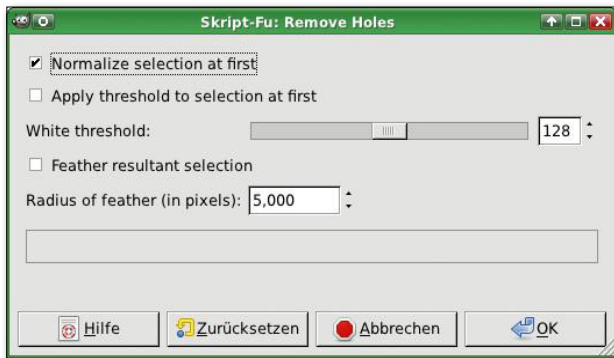 Skript-Fu: Remove Holes
Normalize selection at first
Apply threshold to selection at first
White threshold: 128
Feather resultant selection
Radius of feather (in pixels): 5,000
Hilfe Zurücksetzen Abbrechen OK